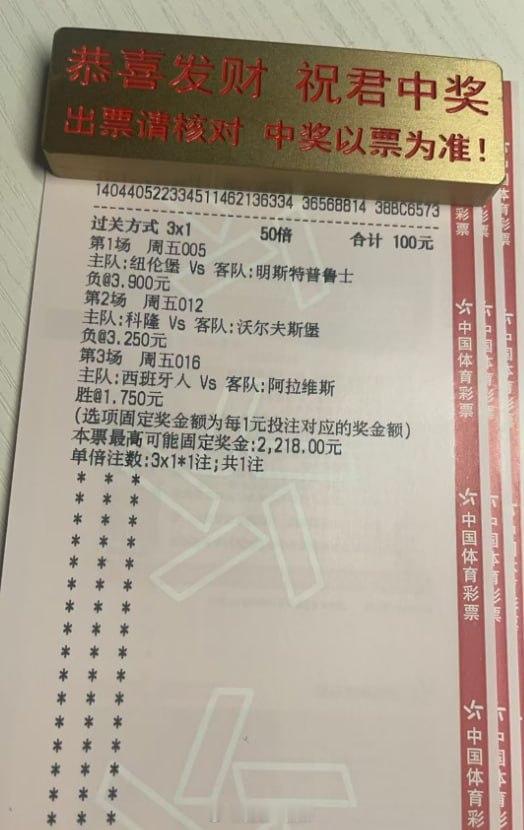 恭喜发财 祝君中奖
出票请核对 中奖以票为准!
14044052233451146213633​4 36568814 38BC6573
过关方式 3x1 50倍 合计 100元
第1场 周五005
主队:纽伦堡 Vs 客队:明斯特普鲁士
负@3.900元
第2场 周五012
主队:科隆 Vs 客队:沃尔夫斯堡
负@3.250元
第3场 周五016
主队:西班牙人 Vs 客队:阿拉维斯
胜@1.750元
(选项固定奖金额为每1元投注对应的奖金额)
本票最高可能固定奖金:2,218.00元
单倍注数:3x1*1注;共1注
彩票
中国体育彩票
中国体育彩票
中国体育彩